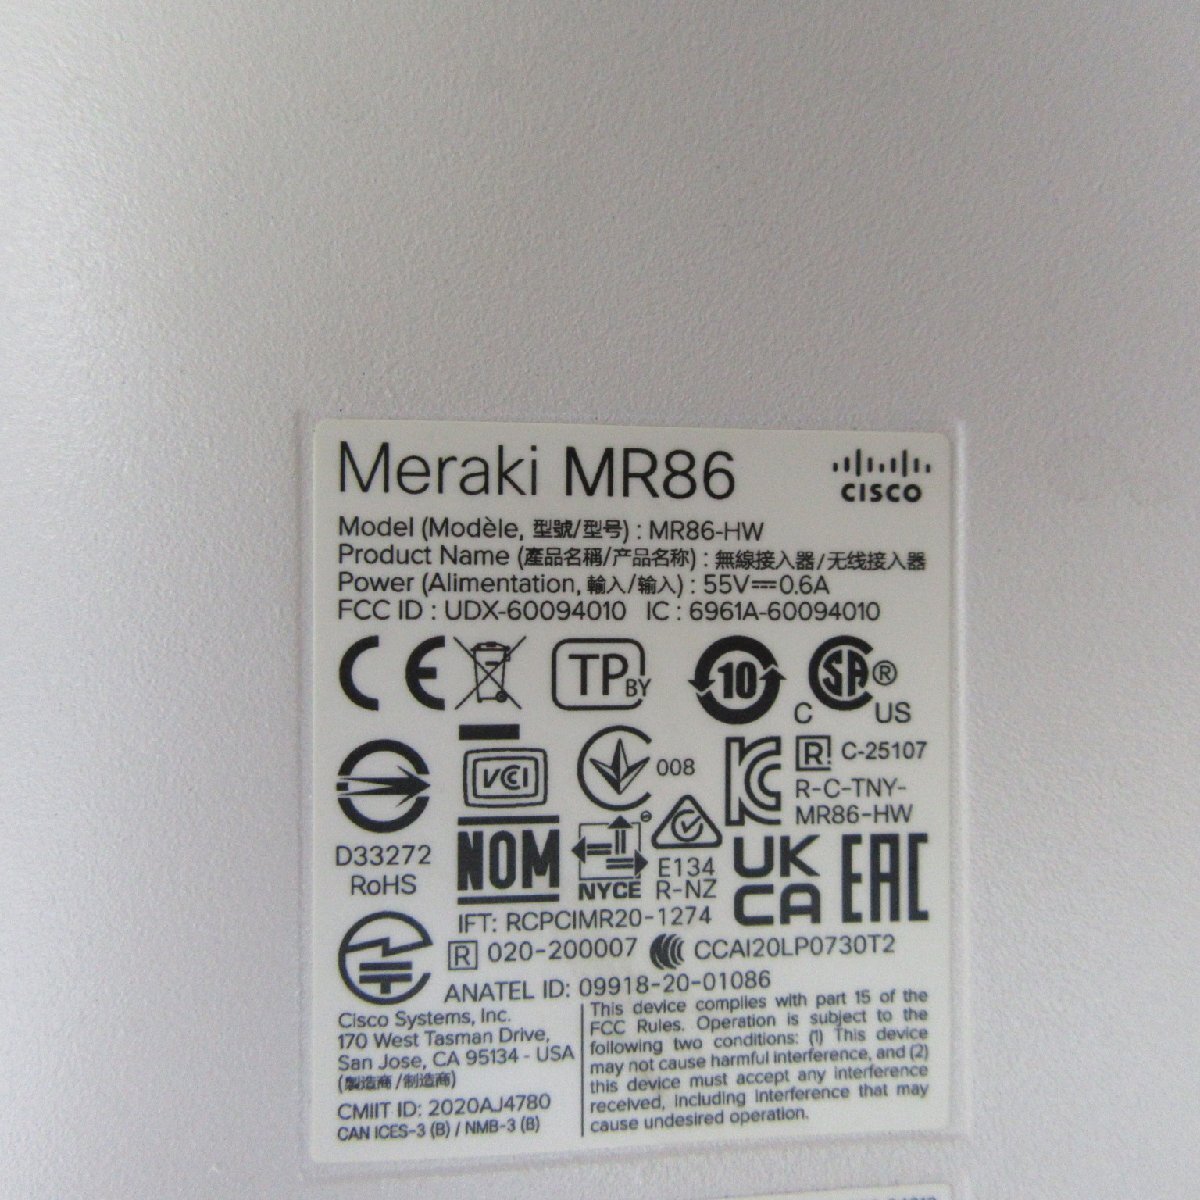 Meraki MR86
CISCO
Model (Modèle, 型號/型号) : MR86-HW
Product Name (產品名稱/产品名称) : 無線接入器/无线接入器
Power (Alimentation, 輸入/输入) : 55V⎓0.6A
FCC ID : UDX-60094010 IC : 6961A-60094010
CE
TP BY
10
C SA ® US
D33272
RoHS
VCI
008
R C-25107
R-C-TNY-
MR86-HW
NOM
NYCE
E134
R-NZ
UK
CA
EAC
IFT: RCPCIMR20-1274
R 020-200007 CCAI20LP0730T2
ANATEL ID: 09918-20-01086
Cisco Systems, Inc.
170 West Tasman Drive,
San Jose, CA 95134 - USA
(製造商/制造商)
CMIIT ID: 2020AJ4780
CAN ICES-3 (B) / NMB-3 (B)
This device complies with part 15 of the
FCC Rules. Operation is subject to the
following two conditions: (1) This device
may not cause harmful interference, and (2)
this device must accept any interference
received, including interference that may
cause undesired operation.